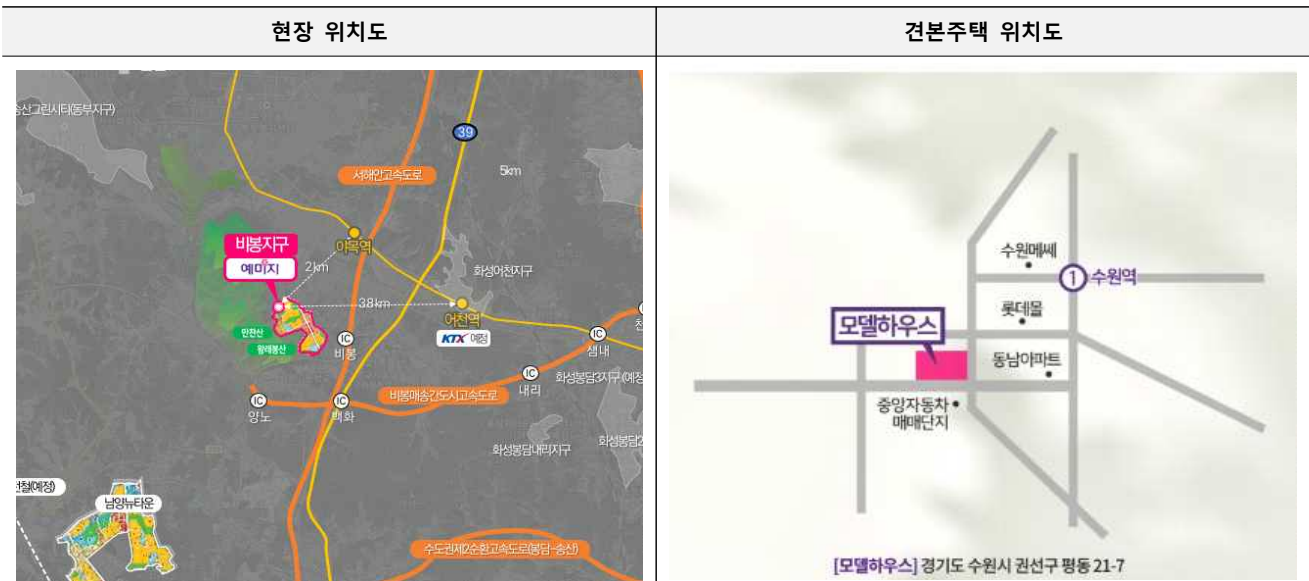 현장 위치도
견본주택 위치도
송산그린시티(동부지구)
39
서해안고속도로
5km
비봉지구
예미지
야목역
2km
화성어천지구
3.8km
어천역
KTX 예정
IC
비봉
IC
샘내
IC
내리
화성봉담3지구(예정
비봉매송간도시고속도로
IC
양노
IC
화성봉담2
화성봉담내리지구
남양뉴타운
수도권제2순환고속도로(봉담~송산)
수원메쎄
1 수원역
롯데몰
모델하우스
동남아파트
중앙자동차
매매단지
[모델하우스] 경기도 수원시 권선구 평동 21-7